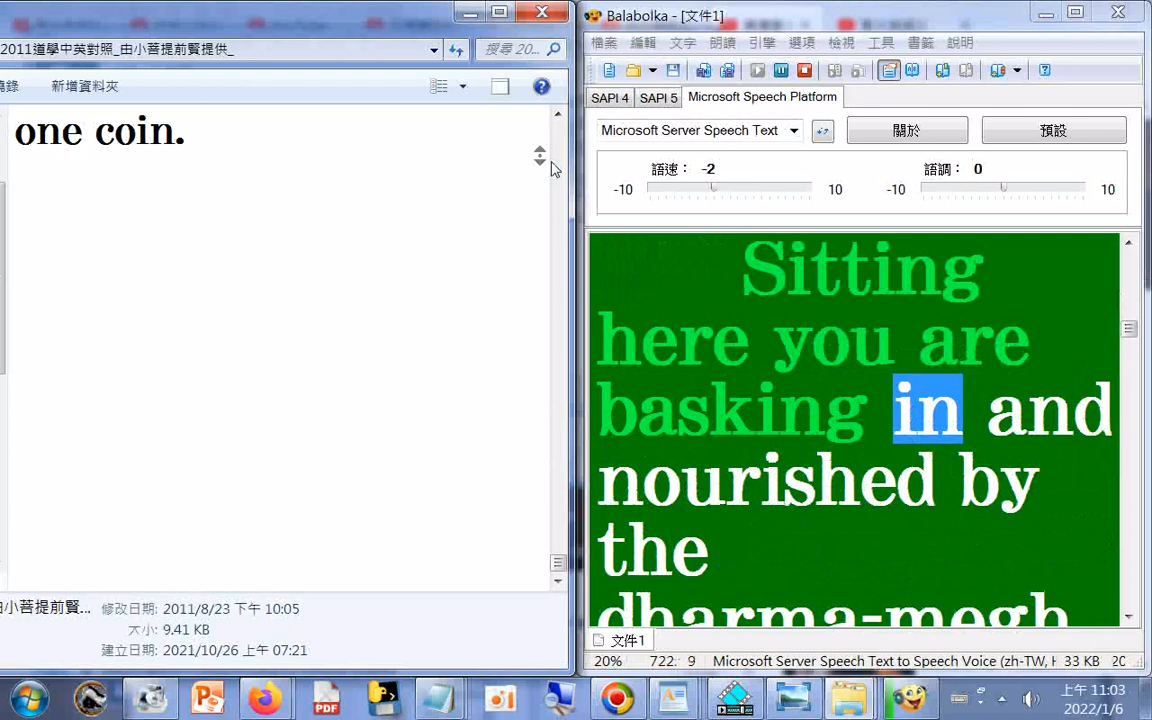 2011道學中英對照_由小菩提前賢提供_
搜尋 20...
燒錄
新增資料夾
one coin.
由小菩提前賢...
修改日期: 2011/8/23 下午 10:05
大小: 9.41 KB
建立日期: 2021/10/26 上午 07:21
Balabolka - [文件1]
檔案 編輯 文字 朗讀 引擎 選項 檢視 工具 書籤 說明
SAPI 4 SAPI 5 Microsoft Speech Platform
Microsoft Server Speech Text
關於
預設
語速： -2
-10 10
語調： 0
-10 10
Sitting
here you are
basking in and
nourished by
the
dharma-megh
文件1
20% 722: 9 Microsoft Server Speech Text to Speech Voice (zh-TW, H 33 KB 20
PDF
上午 11:03
2022/1/6